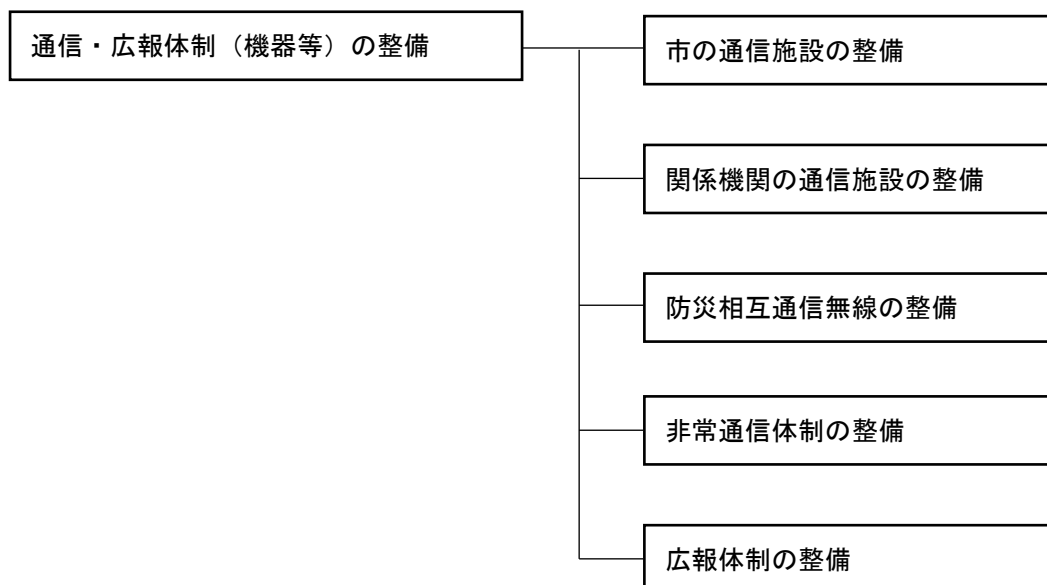 通信・広報体制（機器等）の整備
市の通信施設の整備
関係機関の通信施設の整備
防災相互通信無線の整備
非常通信体制の整備
広報体制の整備